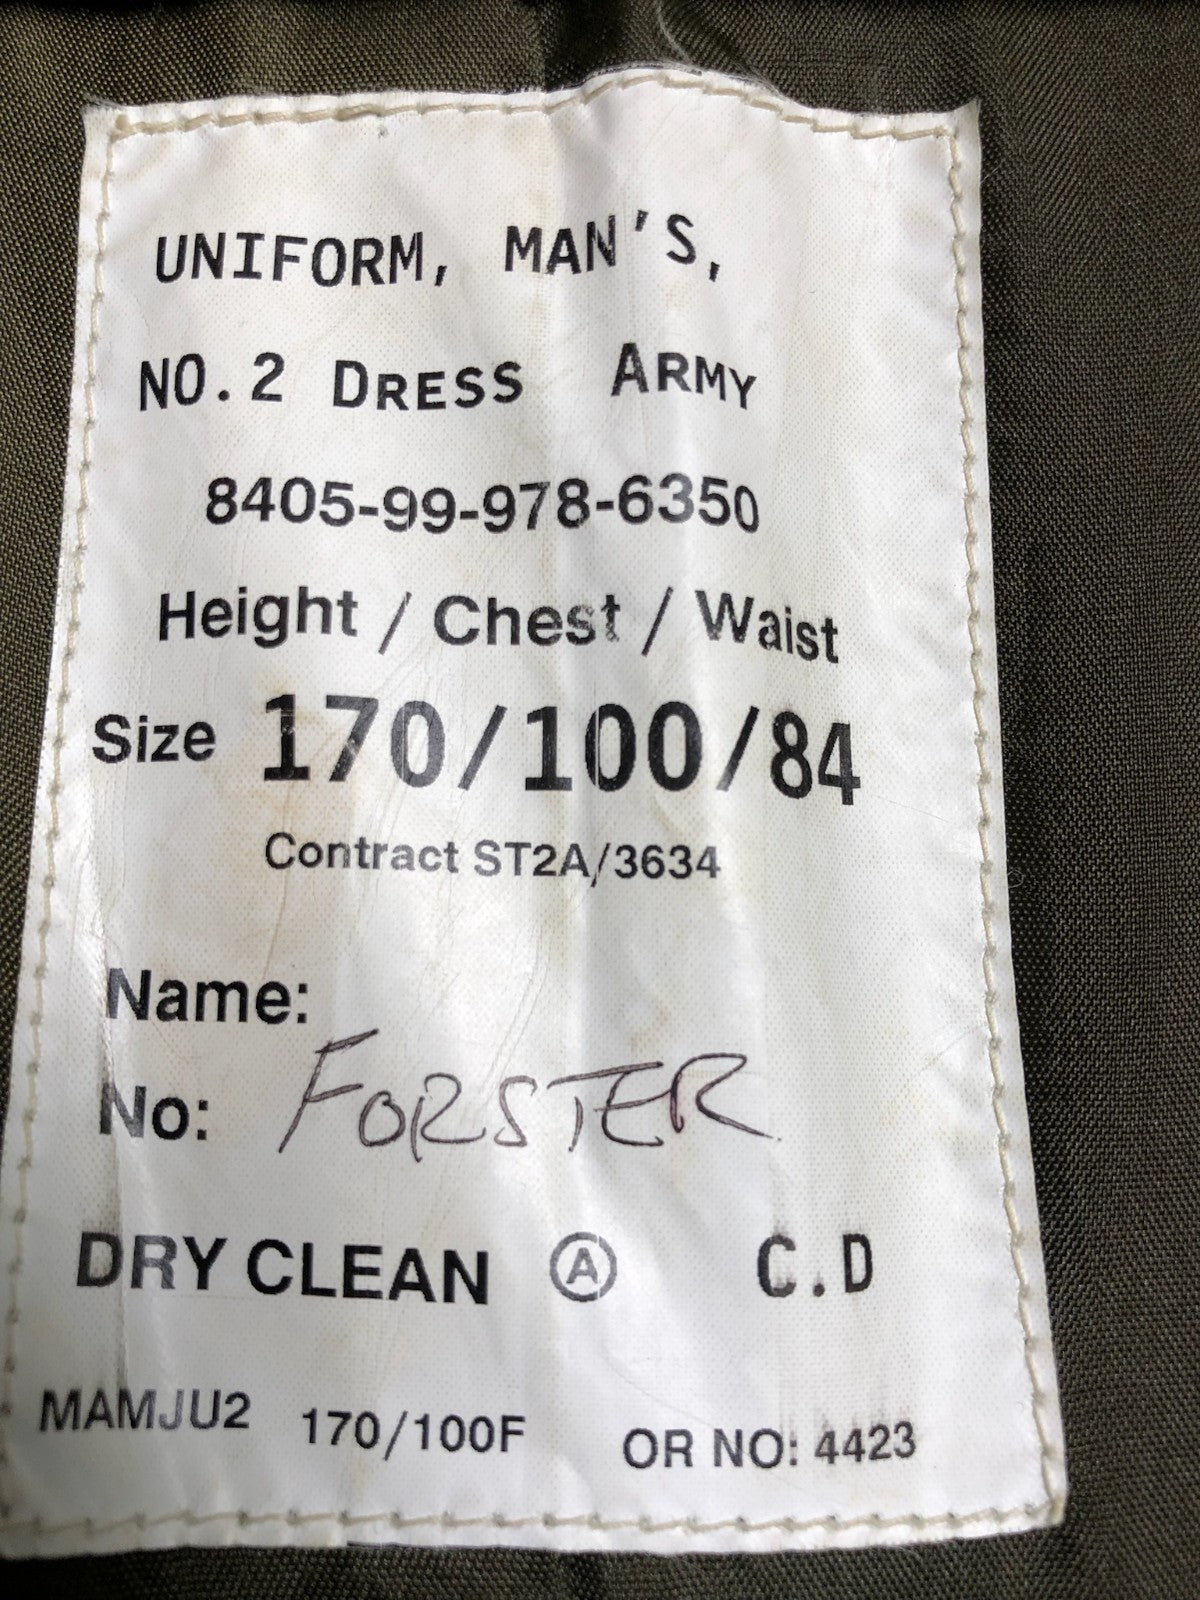 UNIFORM, MAN'S,
NO.2 DRESS ARMY
8405-99-978-6350
Height / Chest / Waist
Size 170/100/84
Contract ST2A/3634
Name:
No: FORSTER
DRY CLEAN Ⓐ C.D
MAMJU2 170/100F OR NO: 4423